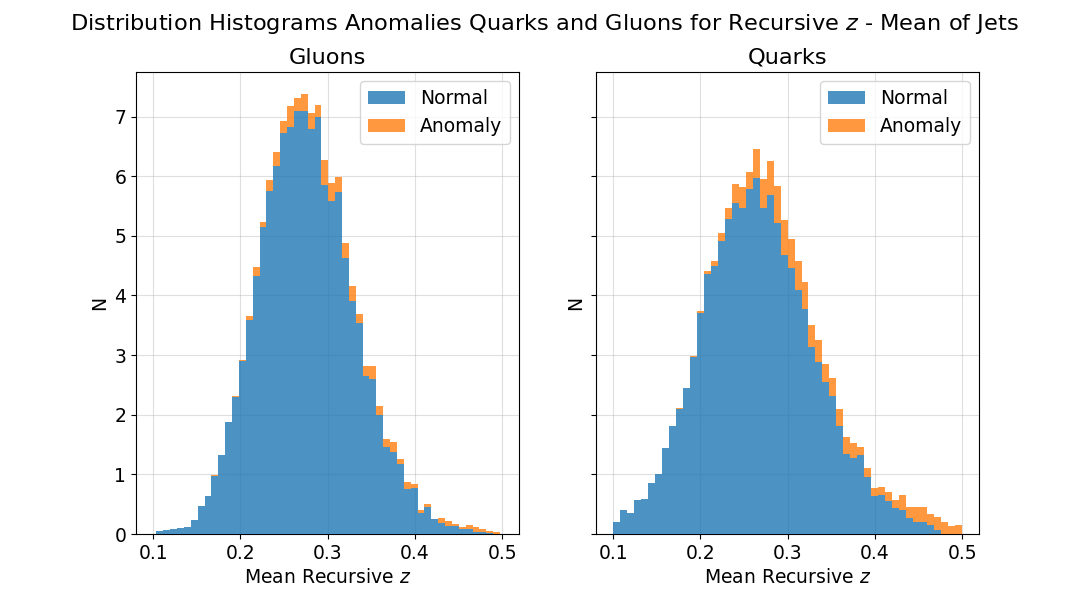 Distribution Histograms Anomalies Quarks and Gluons for Recursive z - Mean of Jets
Gluons
Quarks
Normal
Anomaly
Normal
Anomaly
7
6
5
4
3
2
1
0
N
N
0.1 0.2 0.3 0.4 0.5
0.1 0.2 0.3 0.4 0.5
Mean Recursive z
Mean Recursive z